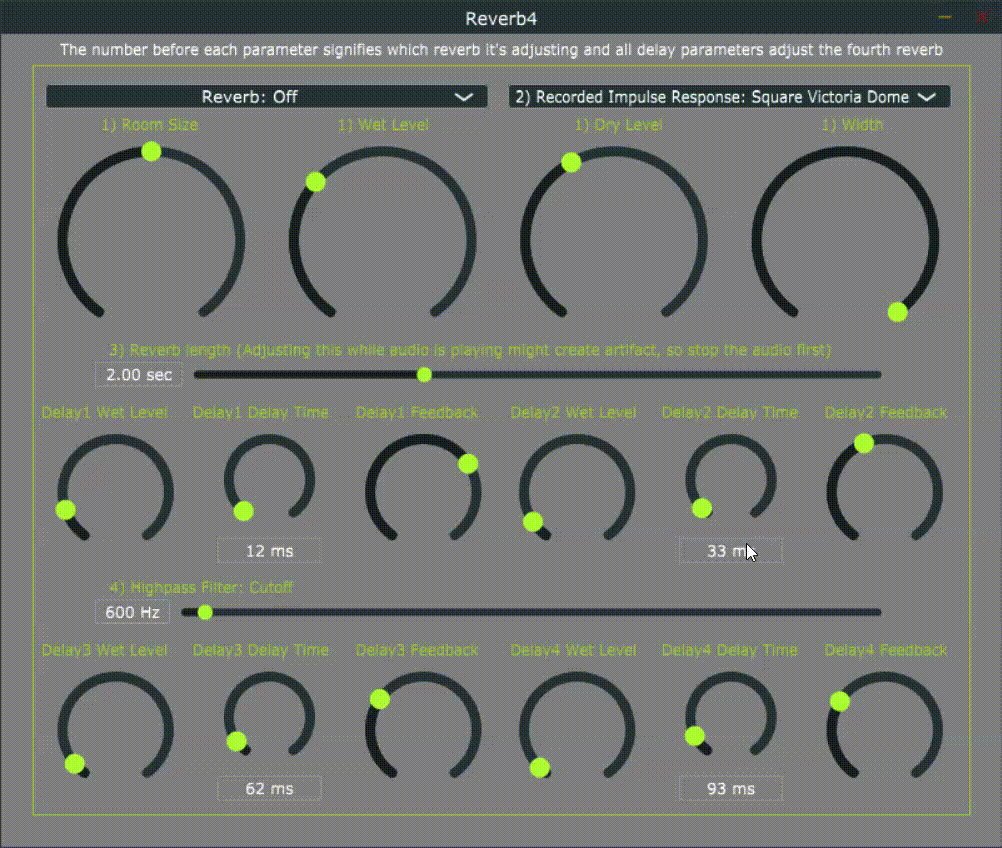 Reverb4
The number before each parameter signifies which reverb it's adjusting and all delay parameters adjust the fourth reverb
Reverb: Off
2) Recorded Impulse Response: Square Victoria Dome
1) Room Size
1) Wet Level
1) Dry Level
1) Width
3) Reverb length (Adjusting this while audio is playing might create artifact, so stop the audio first)
2.00 sec
Delay1 Wet Level
Delay1 Delay Time
Delay1 Feedback
Delay2 Wet Level
Delay2 Delay Time
Delay2 Feedback
12 ms
33 ms
4) Highpass Filter: Cutoff
600 Hz
Delay3 Wet Level
Delay3 Delay Time
Delay3 Feedback
Delay4 Wet Level
Delay4 Delay Time
Delay4 Feedback
62 ms
93 ms